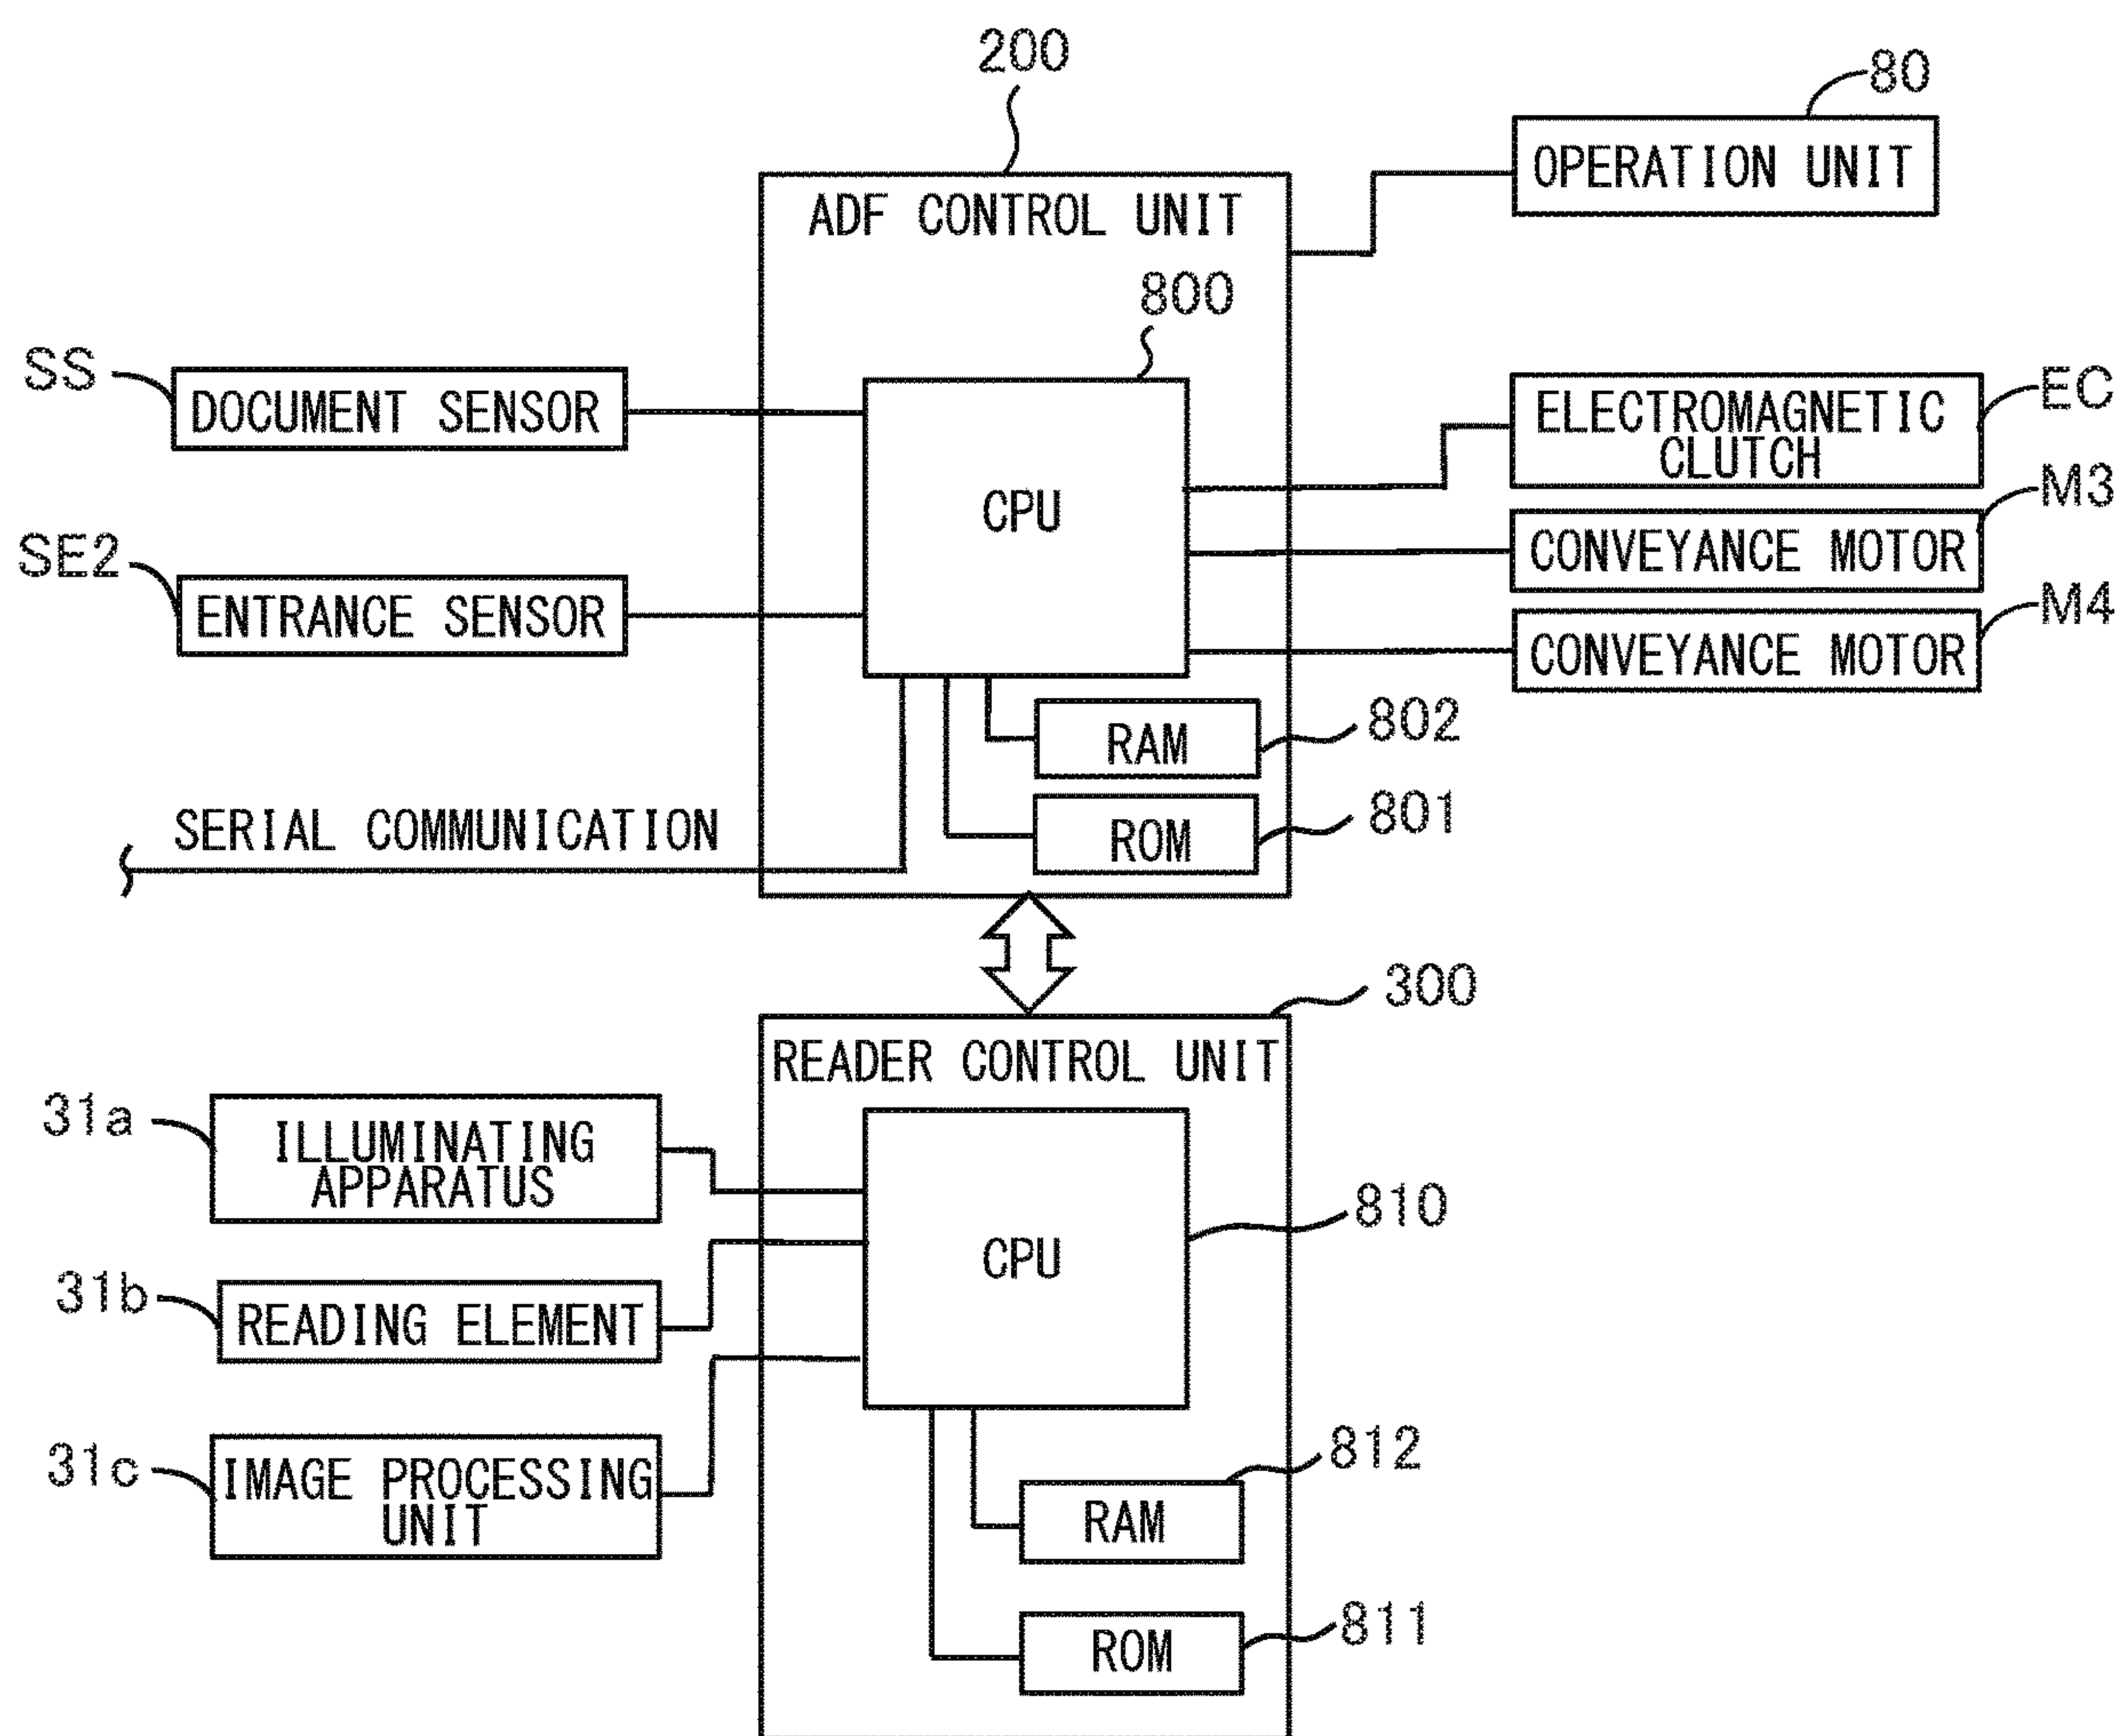 200
80
OPERATION UNIT
ADF CONTROL UNIT
800
SS
DOCUMENT SENSOR
CPU
ELECTROMAGNETIC
CLUTCH
EC
M3
SE2
ENTRANCE SENSOR
CONVEYANCE MOTOR
M4
CONVEYANCE MOTOR
RAM
802
SERIAL COMMUNICATION
ROM
801
300
READER CONTROL UNIT
31a
ILLUMINATING
APPARATUS
810
CPU
31b
READING ELEMENT
31c
IMAGE PROCESSING
UNIT
812
RAM
811
ROM